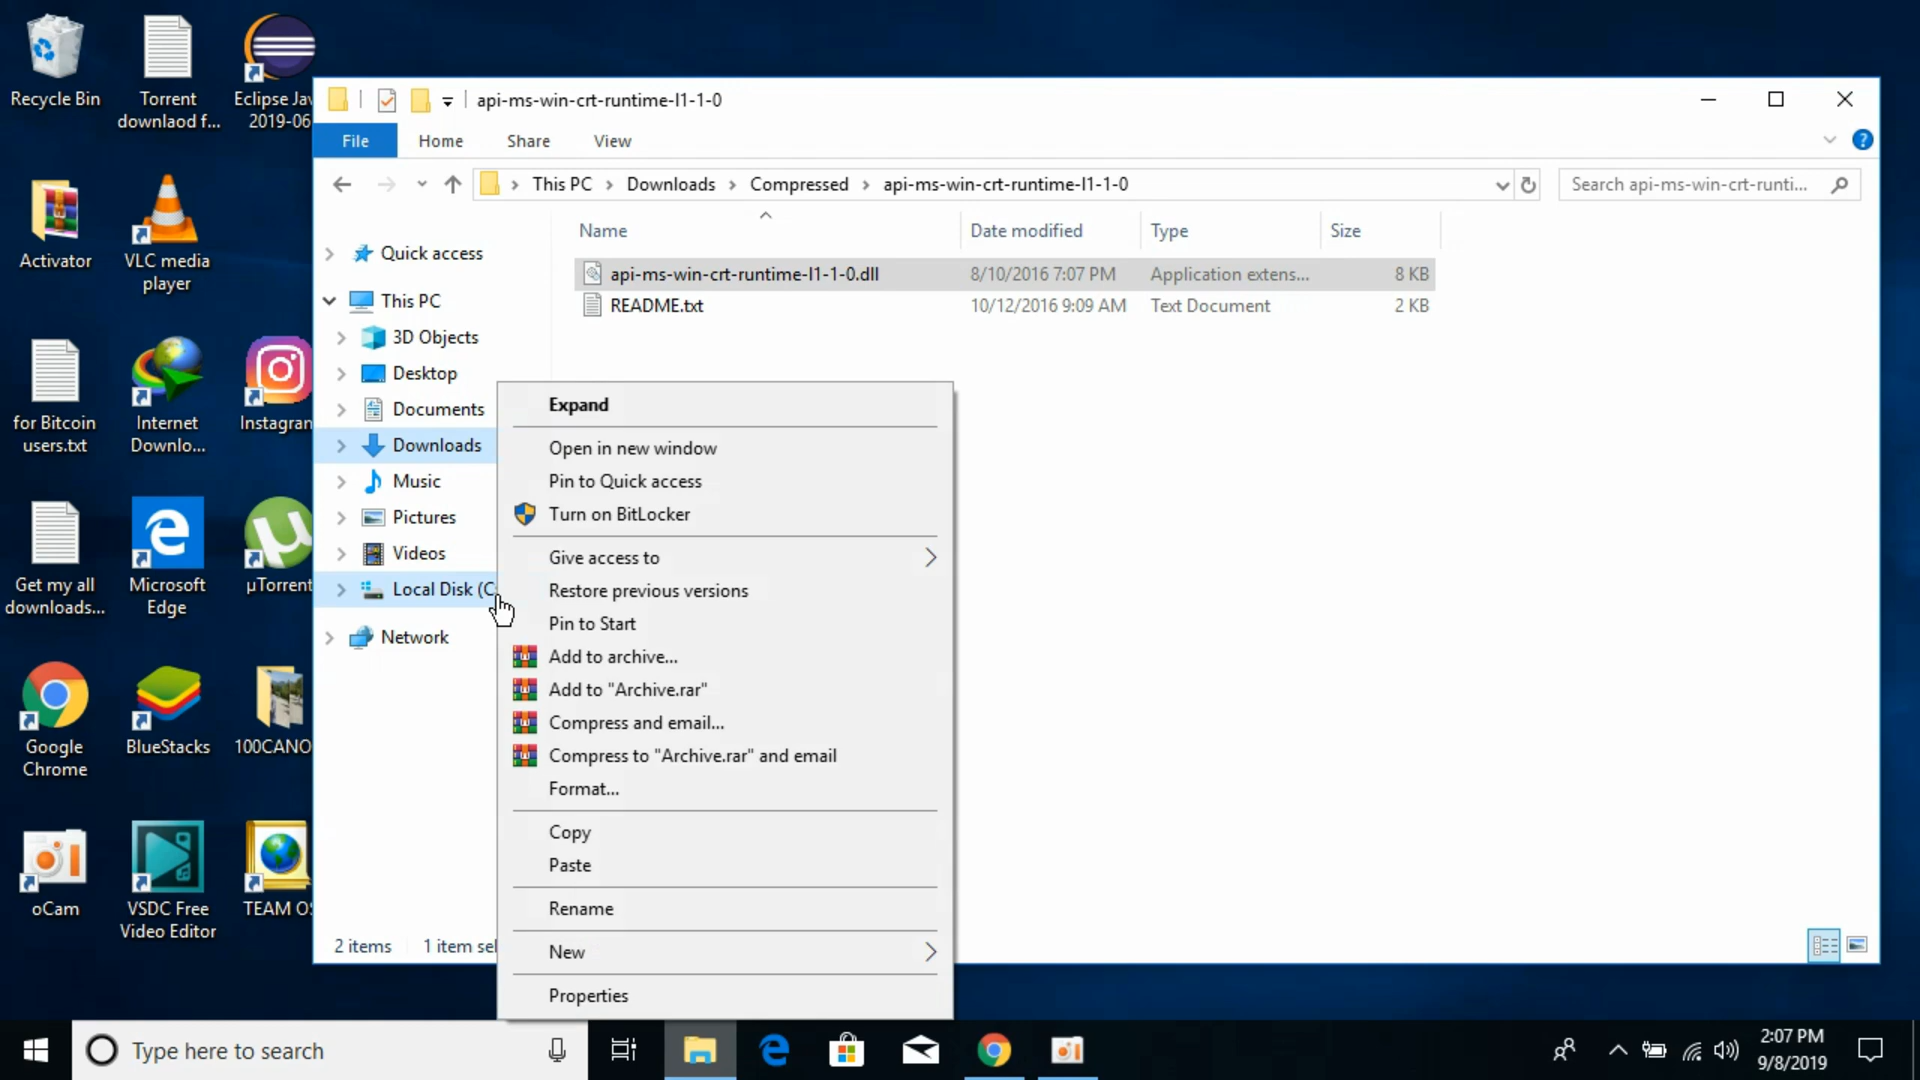 Recycle Bin
Torrent
downlaod f...
Eclipse Jav
2019-06
Activator
VLC media
player
for Bitcoin
users.txt
Internet
Downlo...
Instagran
Get my all
downloads...
Microsoft
Edge
µTorrent
Google
Chrome
BlueStacks
100CANO
oCam
VSDC Free
Video Editor
TEAM O
api-ms-win-crt-runtime-l1-1-0
File
Home
Share
View
This PC
Downloads
Compressed
api-ms-win-crt-runtime-l1-1-0
Search api-ms-win-crt-runti...
Name
Date modified
Type
Size
api-ms-win-crt-runtime-l1-1-0.dll
8/10/2016 7:07 PM
Application extens...
8 KB
README.txt
10/12/2016 9:09 AM
Text Document
2 KB
Quick access
This PC
3D Objects
Desktop
Documents
Downloads
Music
Pictures
Videos
Local Disk (C
Network
2 items
1 item sel
Expand
Open in new window
Pin to Quick access
Turn on BitLocker
Give access to
Restore previous versions
Pin to Start
Add to archive...
Add to "Archive.rar"
Compress and email...
Compress to "Archive.rar" and email
Format...
Copy
Paste
Rename
New
Properties
Type here to search
2:07 PM
9/8/2019